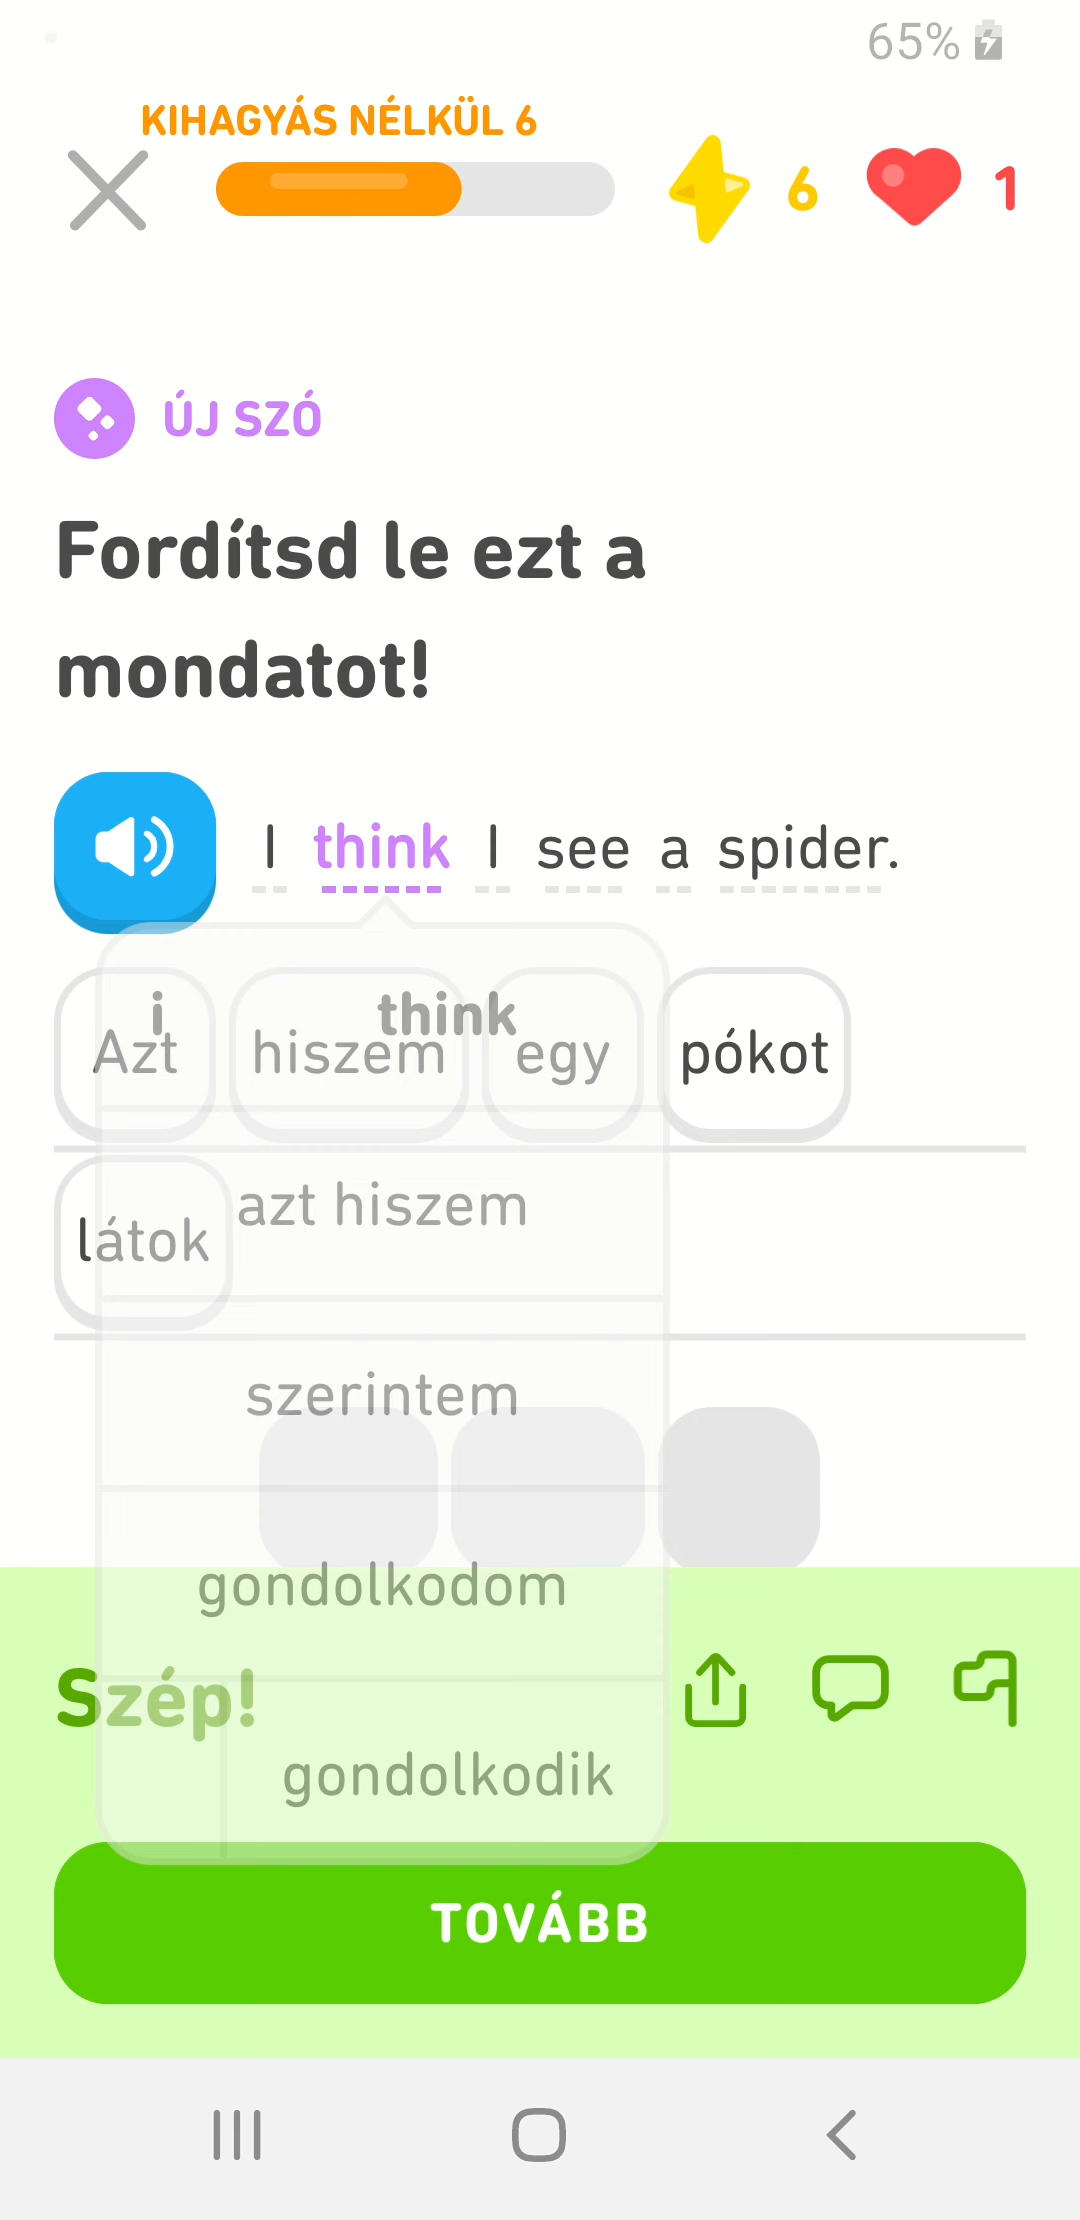 65%
KIHAGYÁS NÉLKÜL 6
6
1
ÚJ SZÓ
Fordítsd le ezt a
mondatot!
I think I see a spider.
i think
Azt hiszem egy pókot
azt hiszem
látok
szerintem
gondolkodom
Szép!
gondolkodik
TOVÁBB